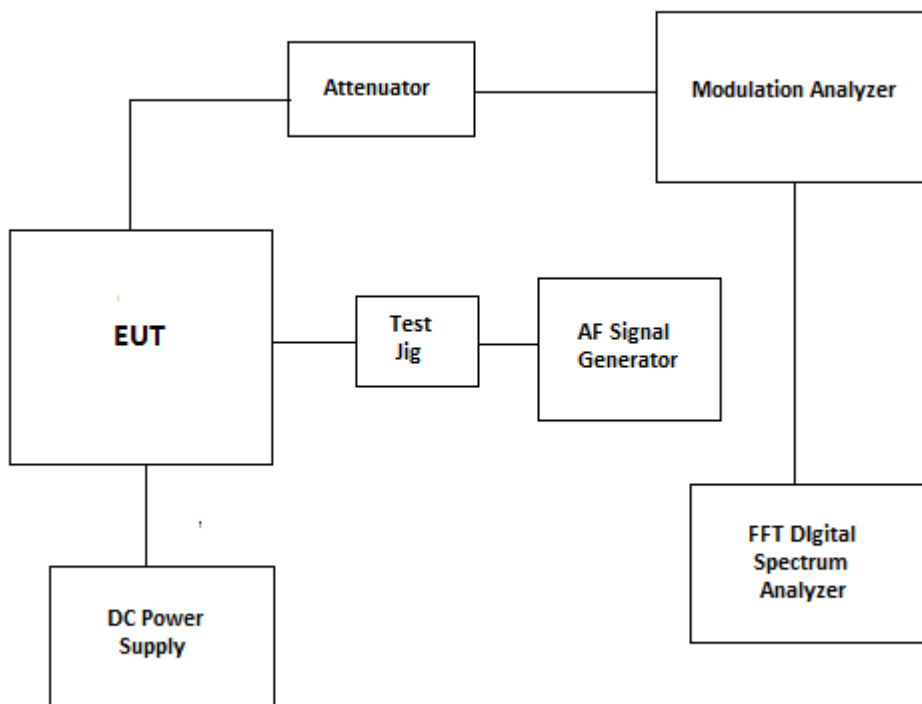 Attenuator
Modulation Analyzer
EUT
Test
Jig
AF Signal
Generator
FFT DIgital
Spectrum
Analyzer
DC Power
Supply